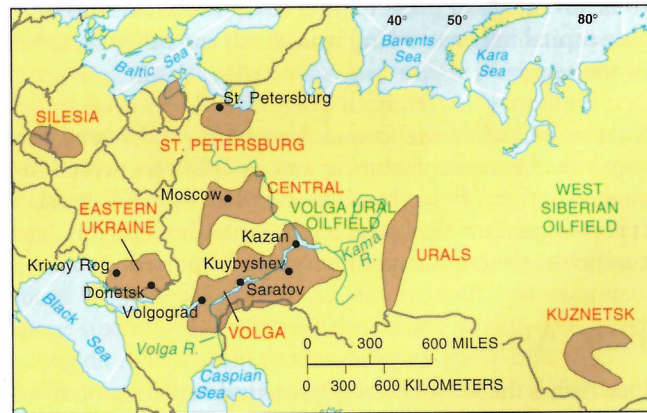 40° 50° 60° 80°
Baltic Sea
Barents
Sea
Kara
Sea
SILESIA
St. Petersburg
ST. PETERSBURG
Moscow
CENTRAL
VOLGA URAL
OILFIELD
WEST
SIBERIAN
OILFIELD
EASTERN
UKRAINE
Kazan
Kama
R.
URALS
Krivoy Rog
Kuybyshev
Donetsk
Saratov
Volgograd
VOLGA
KUZNETSK
Black
Sea
Volga R.
Caspian
Sea
0 300 600 MILES
0 300 600 KILOMETERS